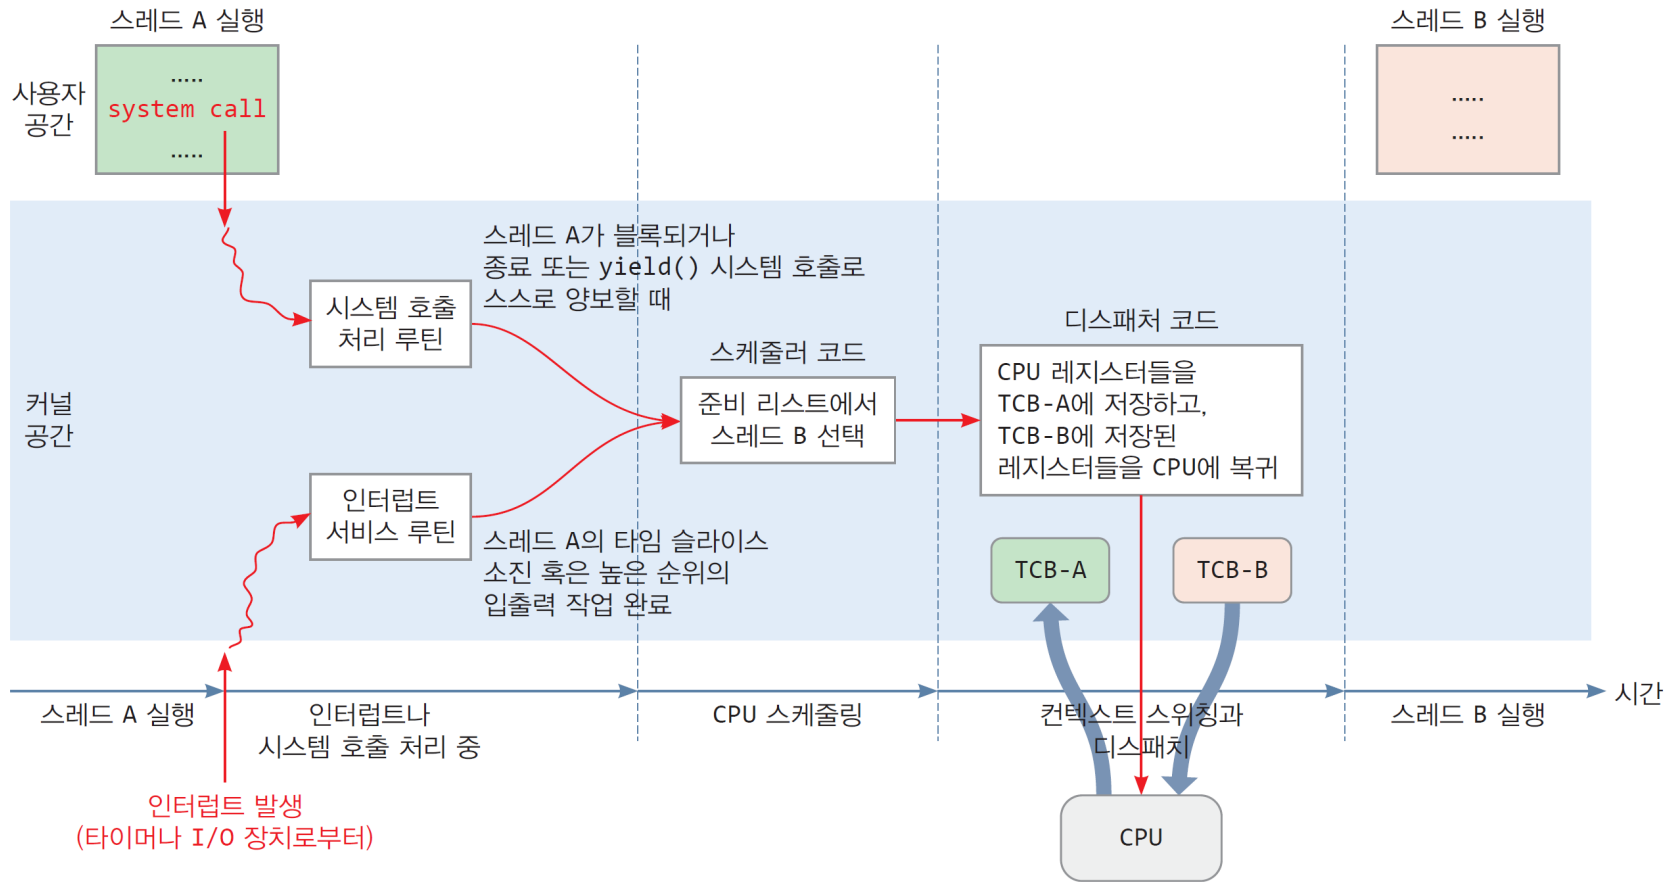 스레드 A 실행
스레드 B 실행
사용자
공간
.....
system call
.....
.....
.....
스레드 A가 블록되거나
종료 또는 yield() 시스템 호출로
스스로 양보할 때
시스템 호출
처리 루틴
디스패처 코드
스케줄러 코드
CPU 레지스터들을
TCB-A에 저장하고,
TCB-B에 저장된
레지스터들을 CPU에 복귀
준비 리스트에서
스레드 B 선택
커널
공간
인터럽트
서비스 루틴
스레드 A의 타임 슬라이스
소진 혹은 높은 순위의
입출력 작업 완료
TCB-A
TCB-B
시간
스레드 A 실행
인터럽트나
시스템 호출 처리 중
CPU 스케줄링
컨텍스트 스위칭과
디스패치
스레드 B 실행
인터럽트 발생
(타이머나 I/O 장치로부터)
CPU